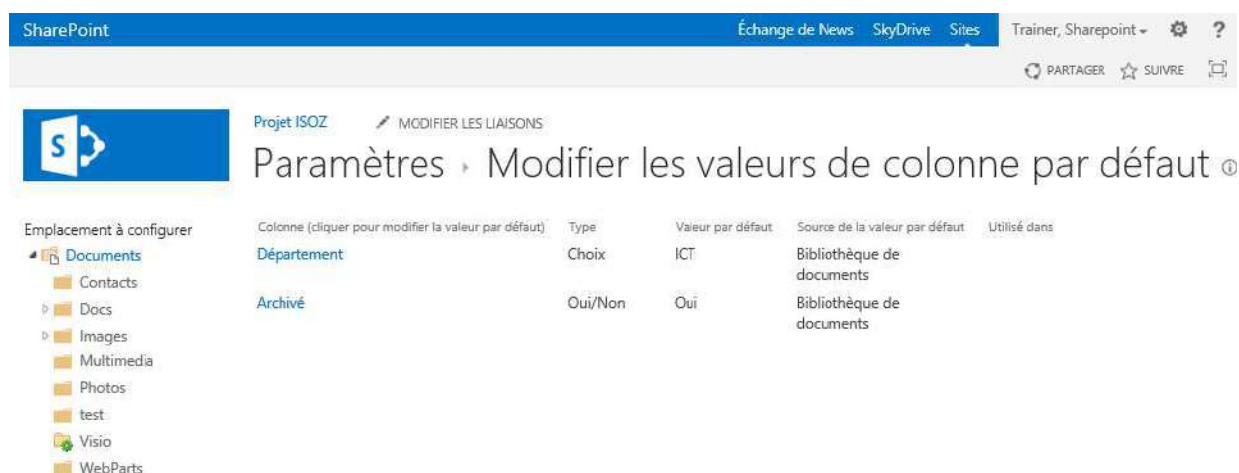 SharePoint
Échange de News SkyDrive Sites Trainer, Sharepoint ?
PARTAGER SUIVRE
S
Projet ISOZ MODIFIER LES LIAISONS
Paramètres Modifier les valeurs de colonne par défaut
Emplacement à configurer
Documents
Contacts
Docs
Images
Multimedia
Photos
test
Visio
WebParts
Colonne (cliquer pour modifier la valeur par défaut) Type Valeur par défaut Source de la valeur par défaut Utilisé dans
Département Choix ICT Bibliothèque de
documents
Archivé Oui/Non Oui Bibliothèque de
documents